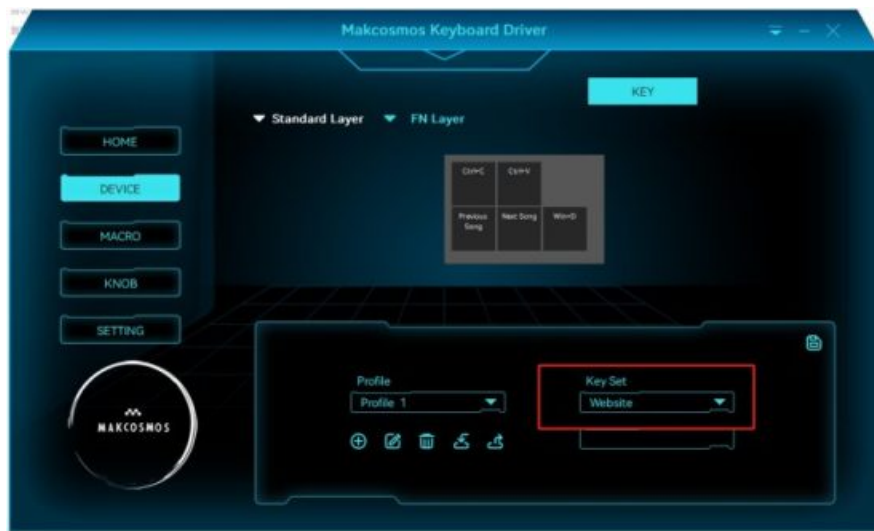 Makcosmos Keyboard Driver
KEY
Standard Layer
FN Layer
HOME
DEVICE
MACRO
KNOB
SETTING
Ctrl+C
Ctrl+V
Previous
Song
Next Song
Win+D
Profile
Profile 1
Key Set
Website
MAKCOSMOS